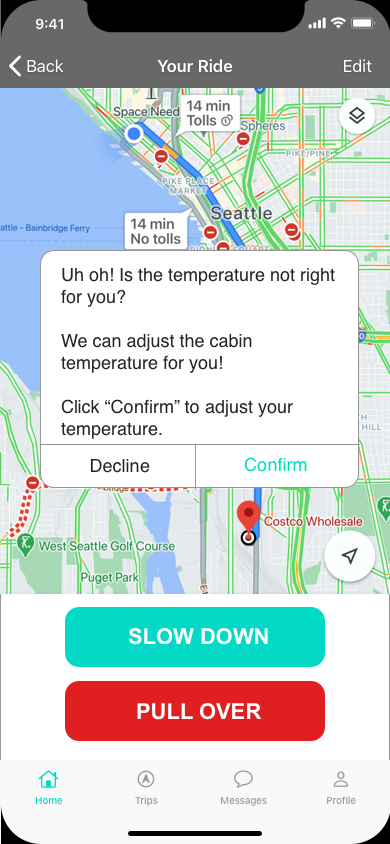 9:41
Back
Your Ride
Edit
Space Need
14 min
Tolls
Spheres
PIKE/PINE
PIKE PLACE
MARKET
Seattle
14 min
No tolls
attle - Bainbridge Ferry
Uh oh! Is the temperature not right
for you?
We can adjust the cabin
temperature for you!
Click “Confirm” to adjust your
temperature.
Decline
Confirm
HILL
Costco Wholesale
West Seattle Golf Course
Puget Park
SLOW DOWN
PULL OVER
Home
Trips
Messages
Profile